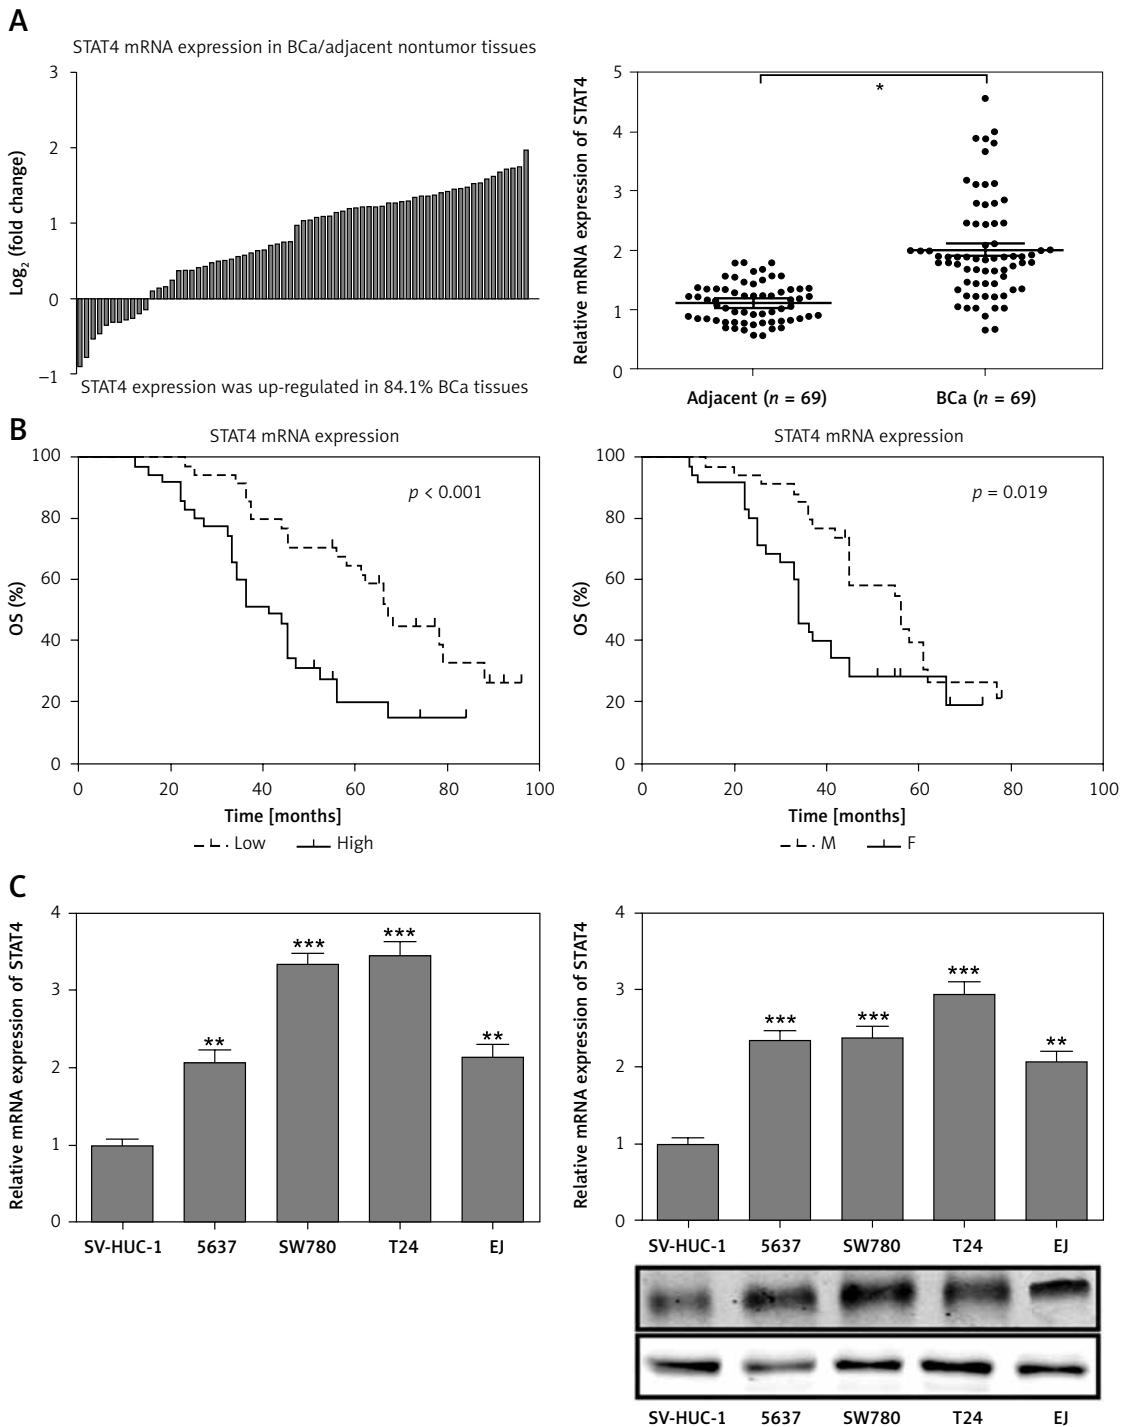 A
STAT4 mRNA expression in BCa/adjacent nontumor tissues
Log2 (fold change)
3
2
1
0
−1
STAT4 expression was up-regulated in 84.1% BCa tissues
Relative mRNA expression of STAT4
5
4
3
2
1
0
*
Adjacent (n = 69)
BCa (n = 69)
B
STAT4 mRNA expression
OS (%)
100
80
60
40
20
0
p < 0.001
0 20 40 60 80 100
Time [months]
Low High
STAT4 mRNA expression
OS (%)
100
80
60
40
20
0
p = 0.019
0 20 40 60 80 100
Time [months]
M F
C
Relative mRNA expression of STAT4
4
3
2
1
0
** *** *** **
SV-HUC-1 5637 SW780 T24 EJ
Relative mRNA expression of STAT4
4
3
2
1
0
*** *** *** **
SV-HUC-1 5637 SW780 T24 EJ
SV-HUC-1 5637 SW780 T24 EJ